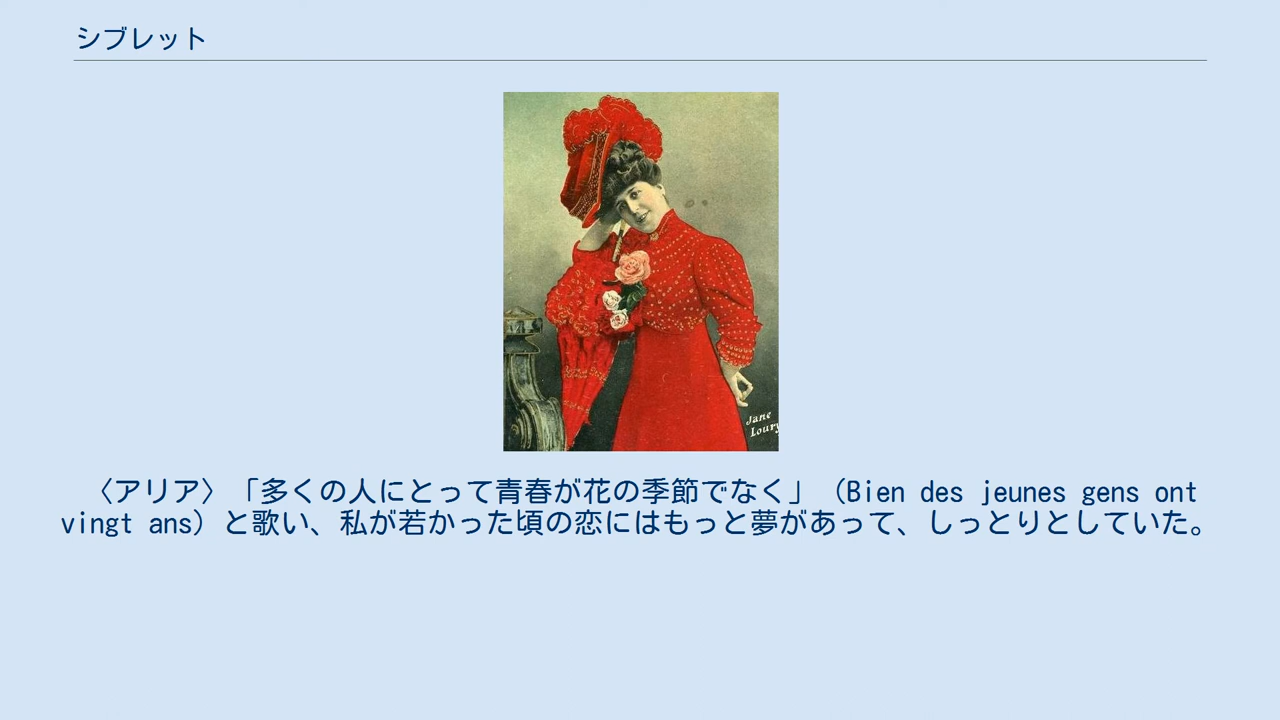 シブレット
Jane
Loury
〈アリア〉「多くの人にとって青春が花の季節でなく」（Bien des jeunes gens ont
vingt ans）と歌い、私が若かった頃の恋にはもっと夢があって、しっとりとしていた。